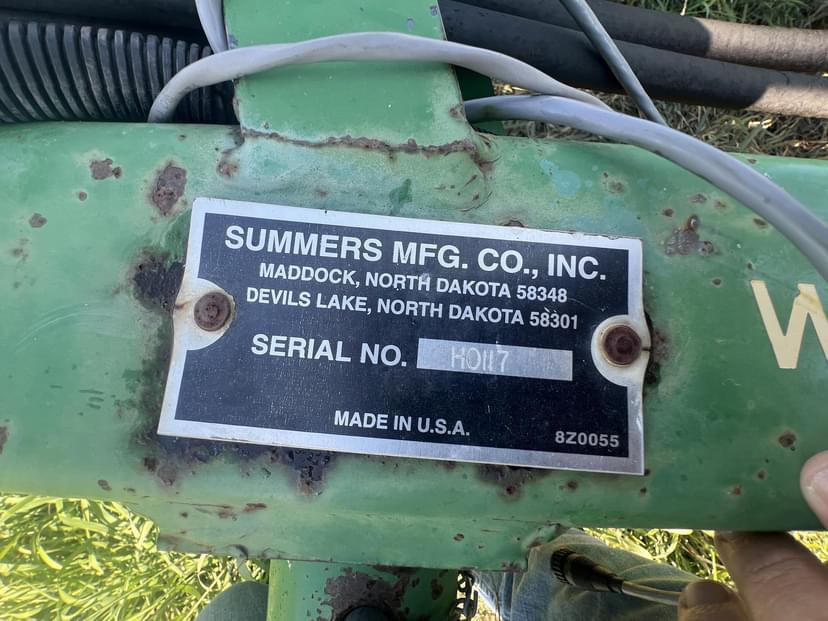 SUMMERS MFG. CO., INC.
MADDOCK, NORTH DAKOTA 58348
DEVILS LAKE, NORTH DAKOTA 58301
SERIAL NO. H0117
MADE IN U.S.A.
8Z0055
W